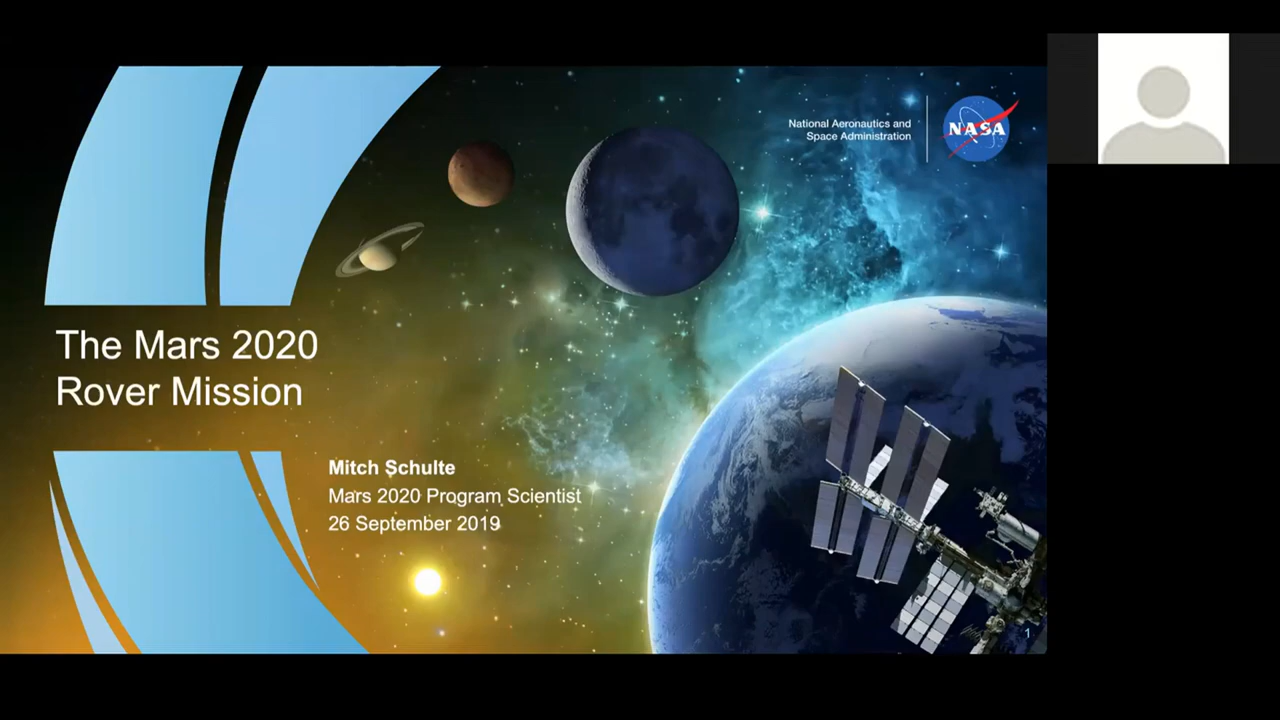 National Aeronautics and
Space Administration
NASA
The Mars 2020
Rover Mission
Mitch Schulte
Mars 2020 Program Scientist
26 September 2019
1